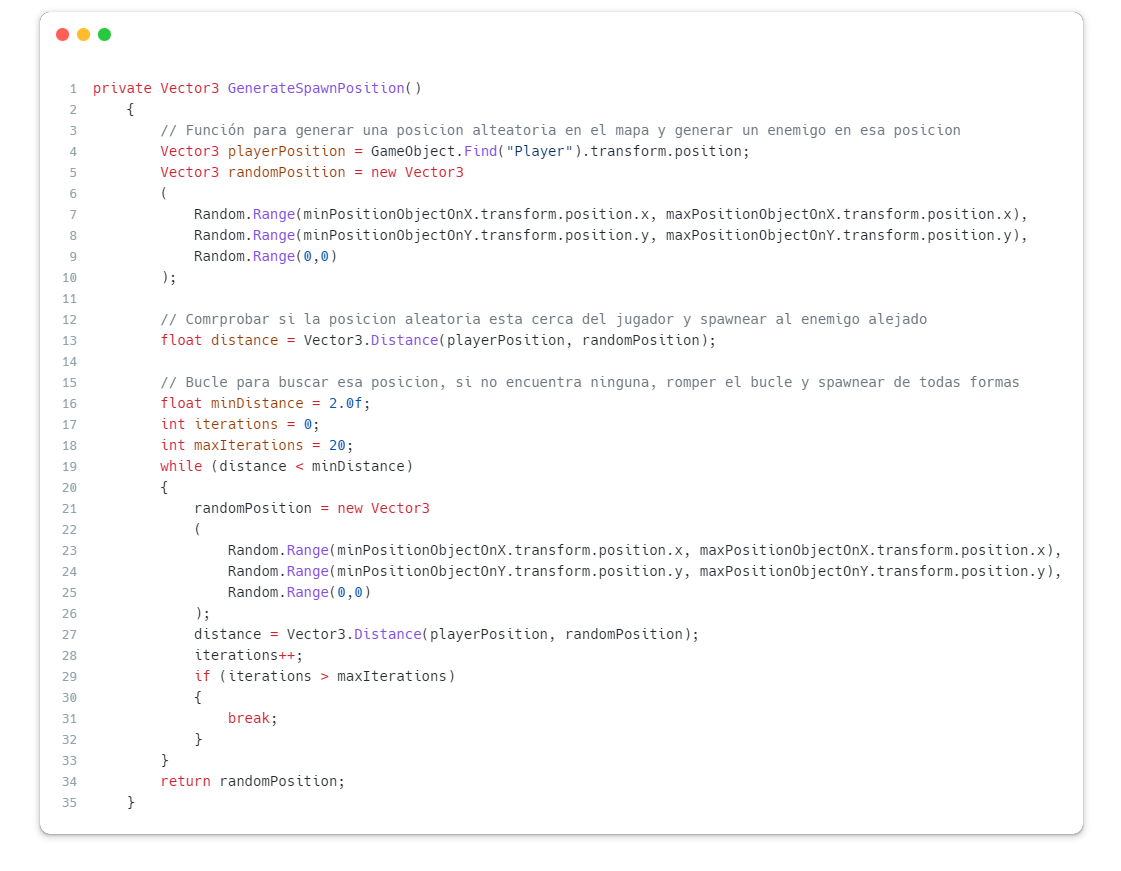 1 private Vector3 GenerateSpawnPosition()
2 {
3 // Función para generar una posicion alteatoria en el mapa y generar un enemigo en esa posicion
4 Vector3 playerPosition = GameObject.Find("Player").transform.position;
5 Vector3 randomPosition = new Vector3
6 (
7 Random.Range(minPositionObjectOnX.transform.position.x, maxPositionObjectOnX.transform.position.x),
8 Random.Range(minPositionObjectOnY.transform.position.y, maxPositionObjectOnY.transform.position.y),
9 Random.Range(0,0)
10 );
11
12 // Comrprobar si la posicion aleatoria esta cerca del jugador y spawnear al enemigo alejado
13 float distance = Vector3.Distance(playerPosition, randomPosition);
14
15 // Bucle para buscar esa posicion, si no encuentra ninguna, romper el bucle y spawnear de todas formas
16 float minDistance = 2.0f;
17 int iterations = 0;
18 int maxIterations = 20;
19 while (distance < minDistance)
20 {
21 randomPosition = new Vector3
22 (
23 Random.Range(minPositionObjectOnX.transform.position.x, maxPositionObjectOnX.transform.position.x),
24 Random.Range(minPositionObjectOnY.transform.position.y, maxPositionObjectOnY.transform.position.y),
25 Random.Range(0,0)
26 );
27 distance = Vector3.Distance(playerPosition, randomPosition);
28 iterations++;
29 if (iterations > maxIterations)
30 {
31 break;
32 }
33 }
34 return randomPosition;
35 }